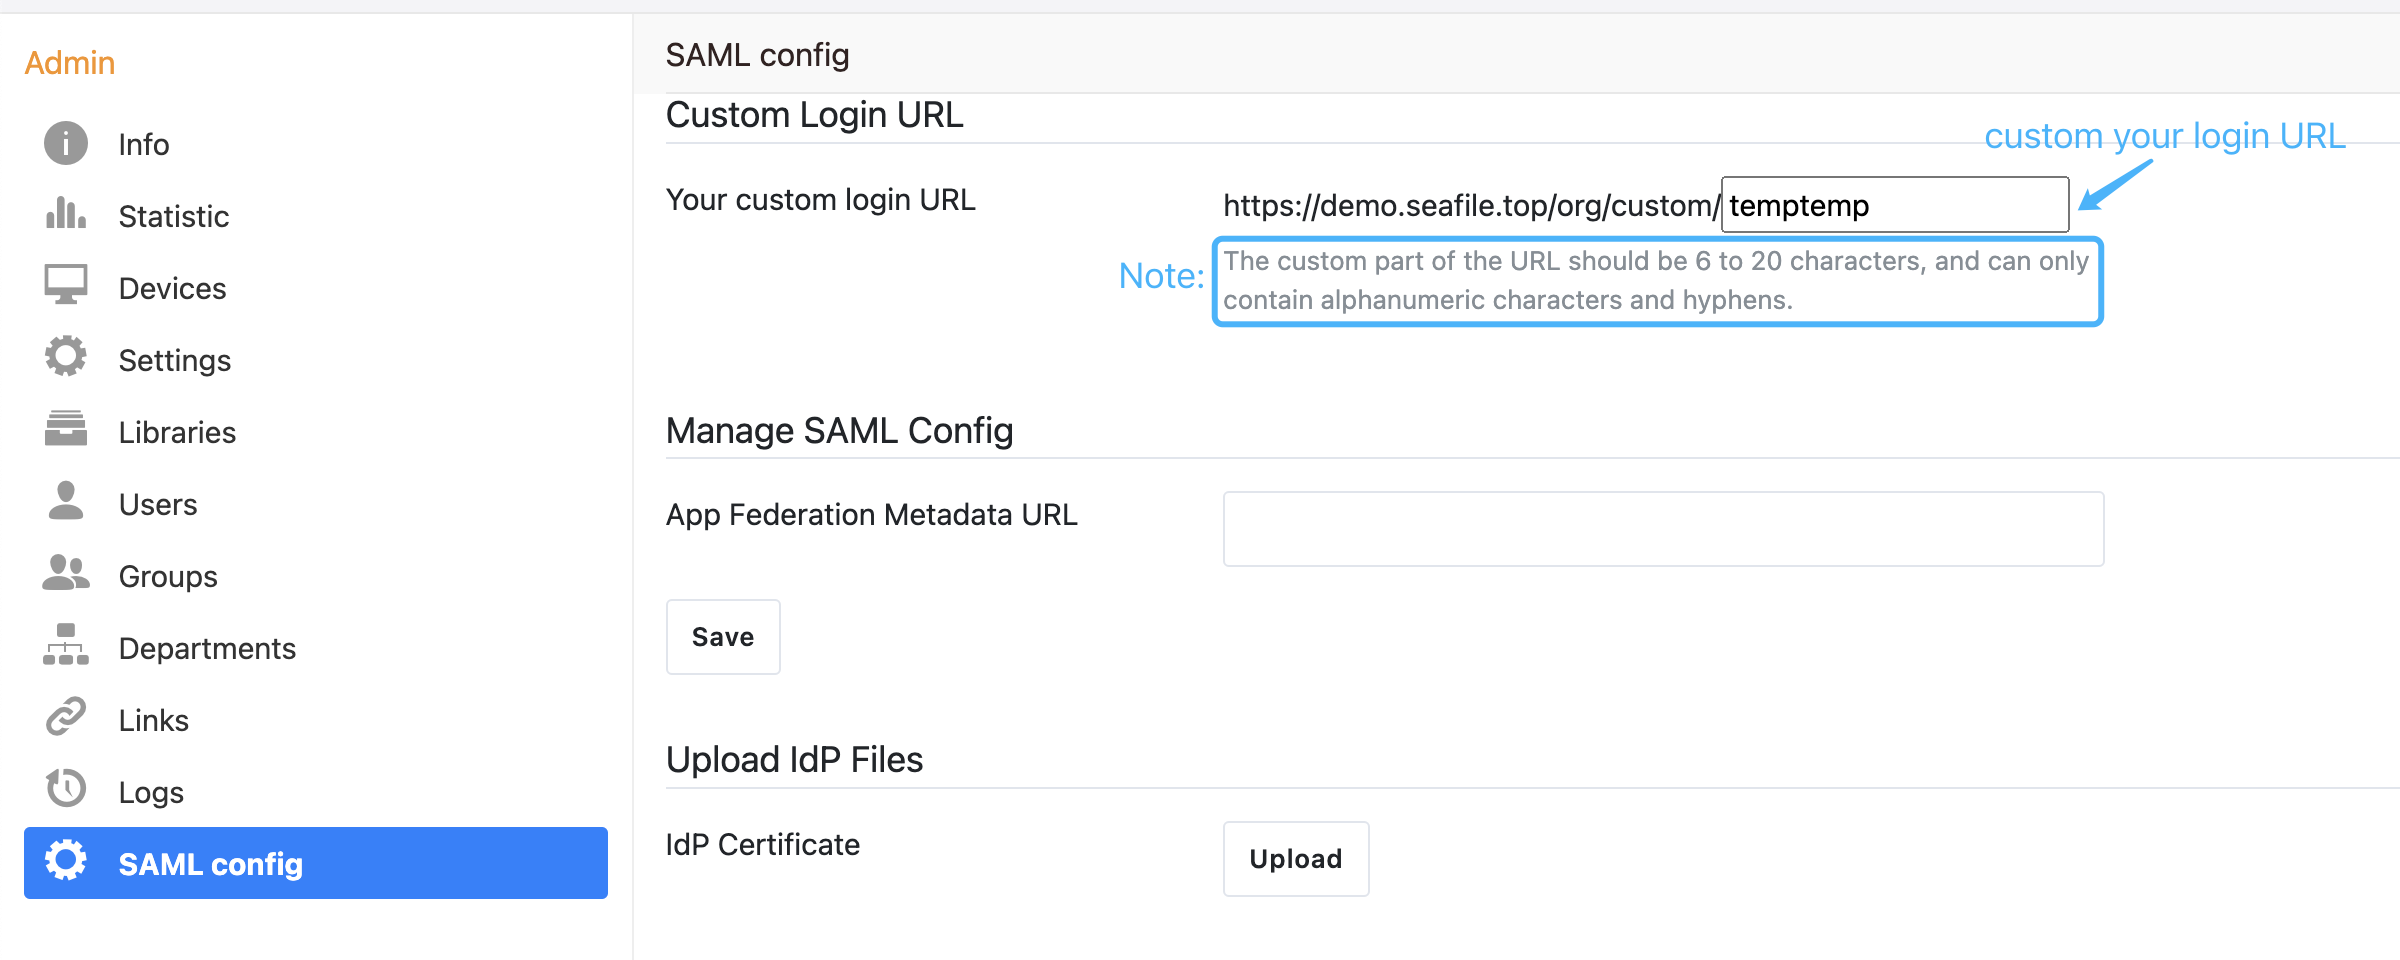 Admin
Info
Statistic
Devices
Settings
Libraries
Users
Groups
Departments
Links
Logs
SAML config
SAML config
Custom Login URL
custom your login URL
Your custom login URL
https://demo.seafile.top/org/custom/ temptemp
Note:
The custom part of the URL should be 6 to 20 characters, and can only
contain alphanumeric characters and hyphens.
Manage SAML Config
App Federation Metadata URL
Save
Upload IdP Files
IdP Certificate
Upload